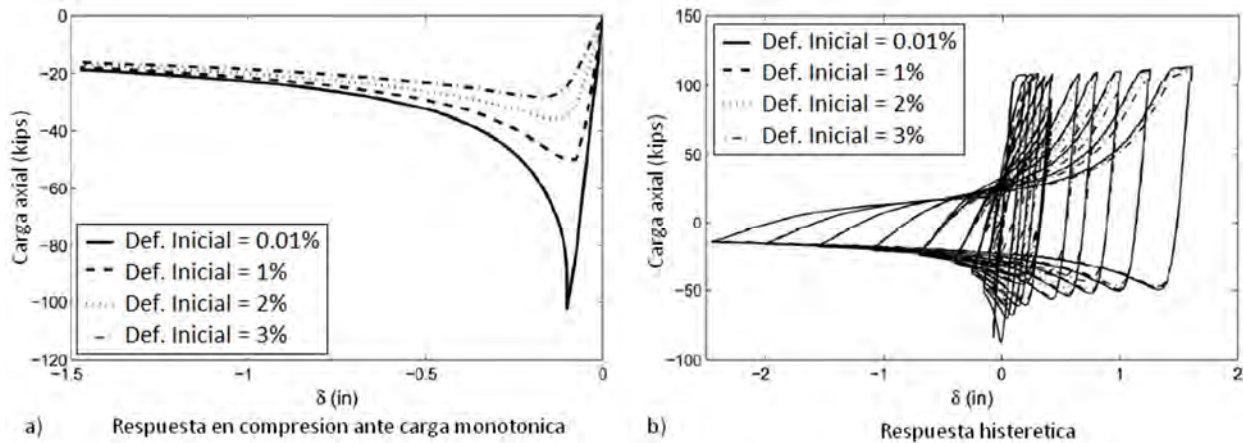 0
−20
−40
−60
−80
−100
−120
Carga axial (kips)
Def. Inicial = 0.01%
Def. Inicial = 1%
Def. Inicial = 2%
Def. Inicial = 3%
−1.5
−1
−0.5
0
δ (in)
a) Respuesta en compresion ante carga monotonica
150
100
50
0
−50
−100
Carga axial (kips)
Def. Inicial = 0.01%
Def. Inicial = 1%
Def. Inicial = 2%
Def. Inicial = 3%
−2
−1
0
1
2
δ (in)
b) Respuesta histeretica